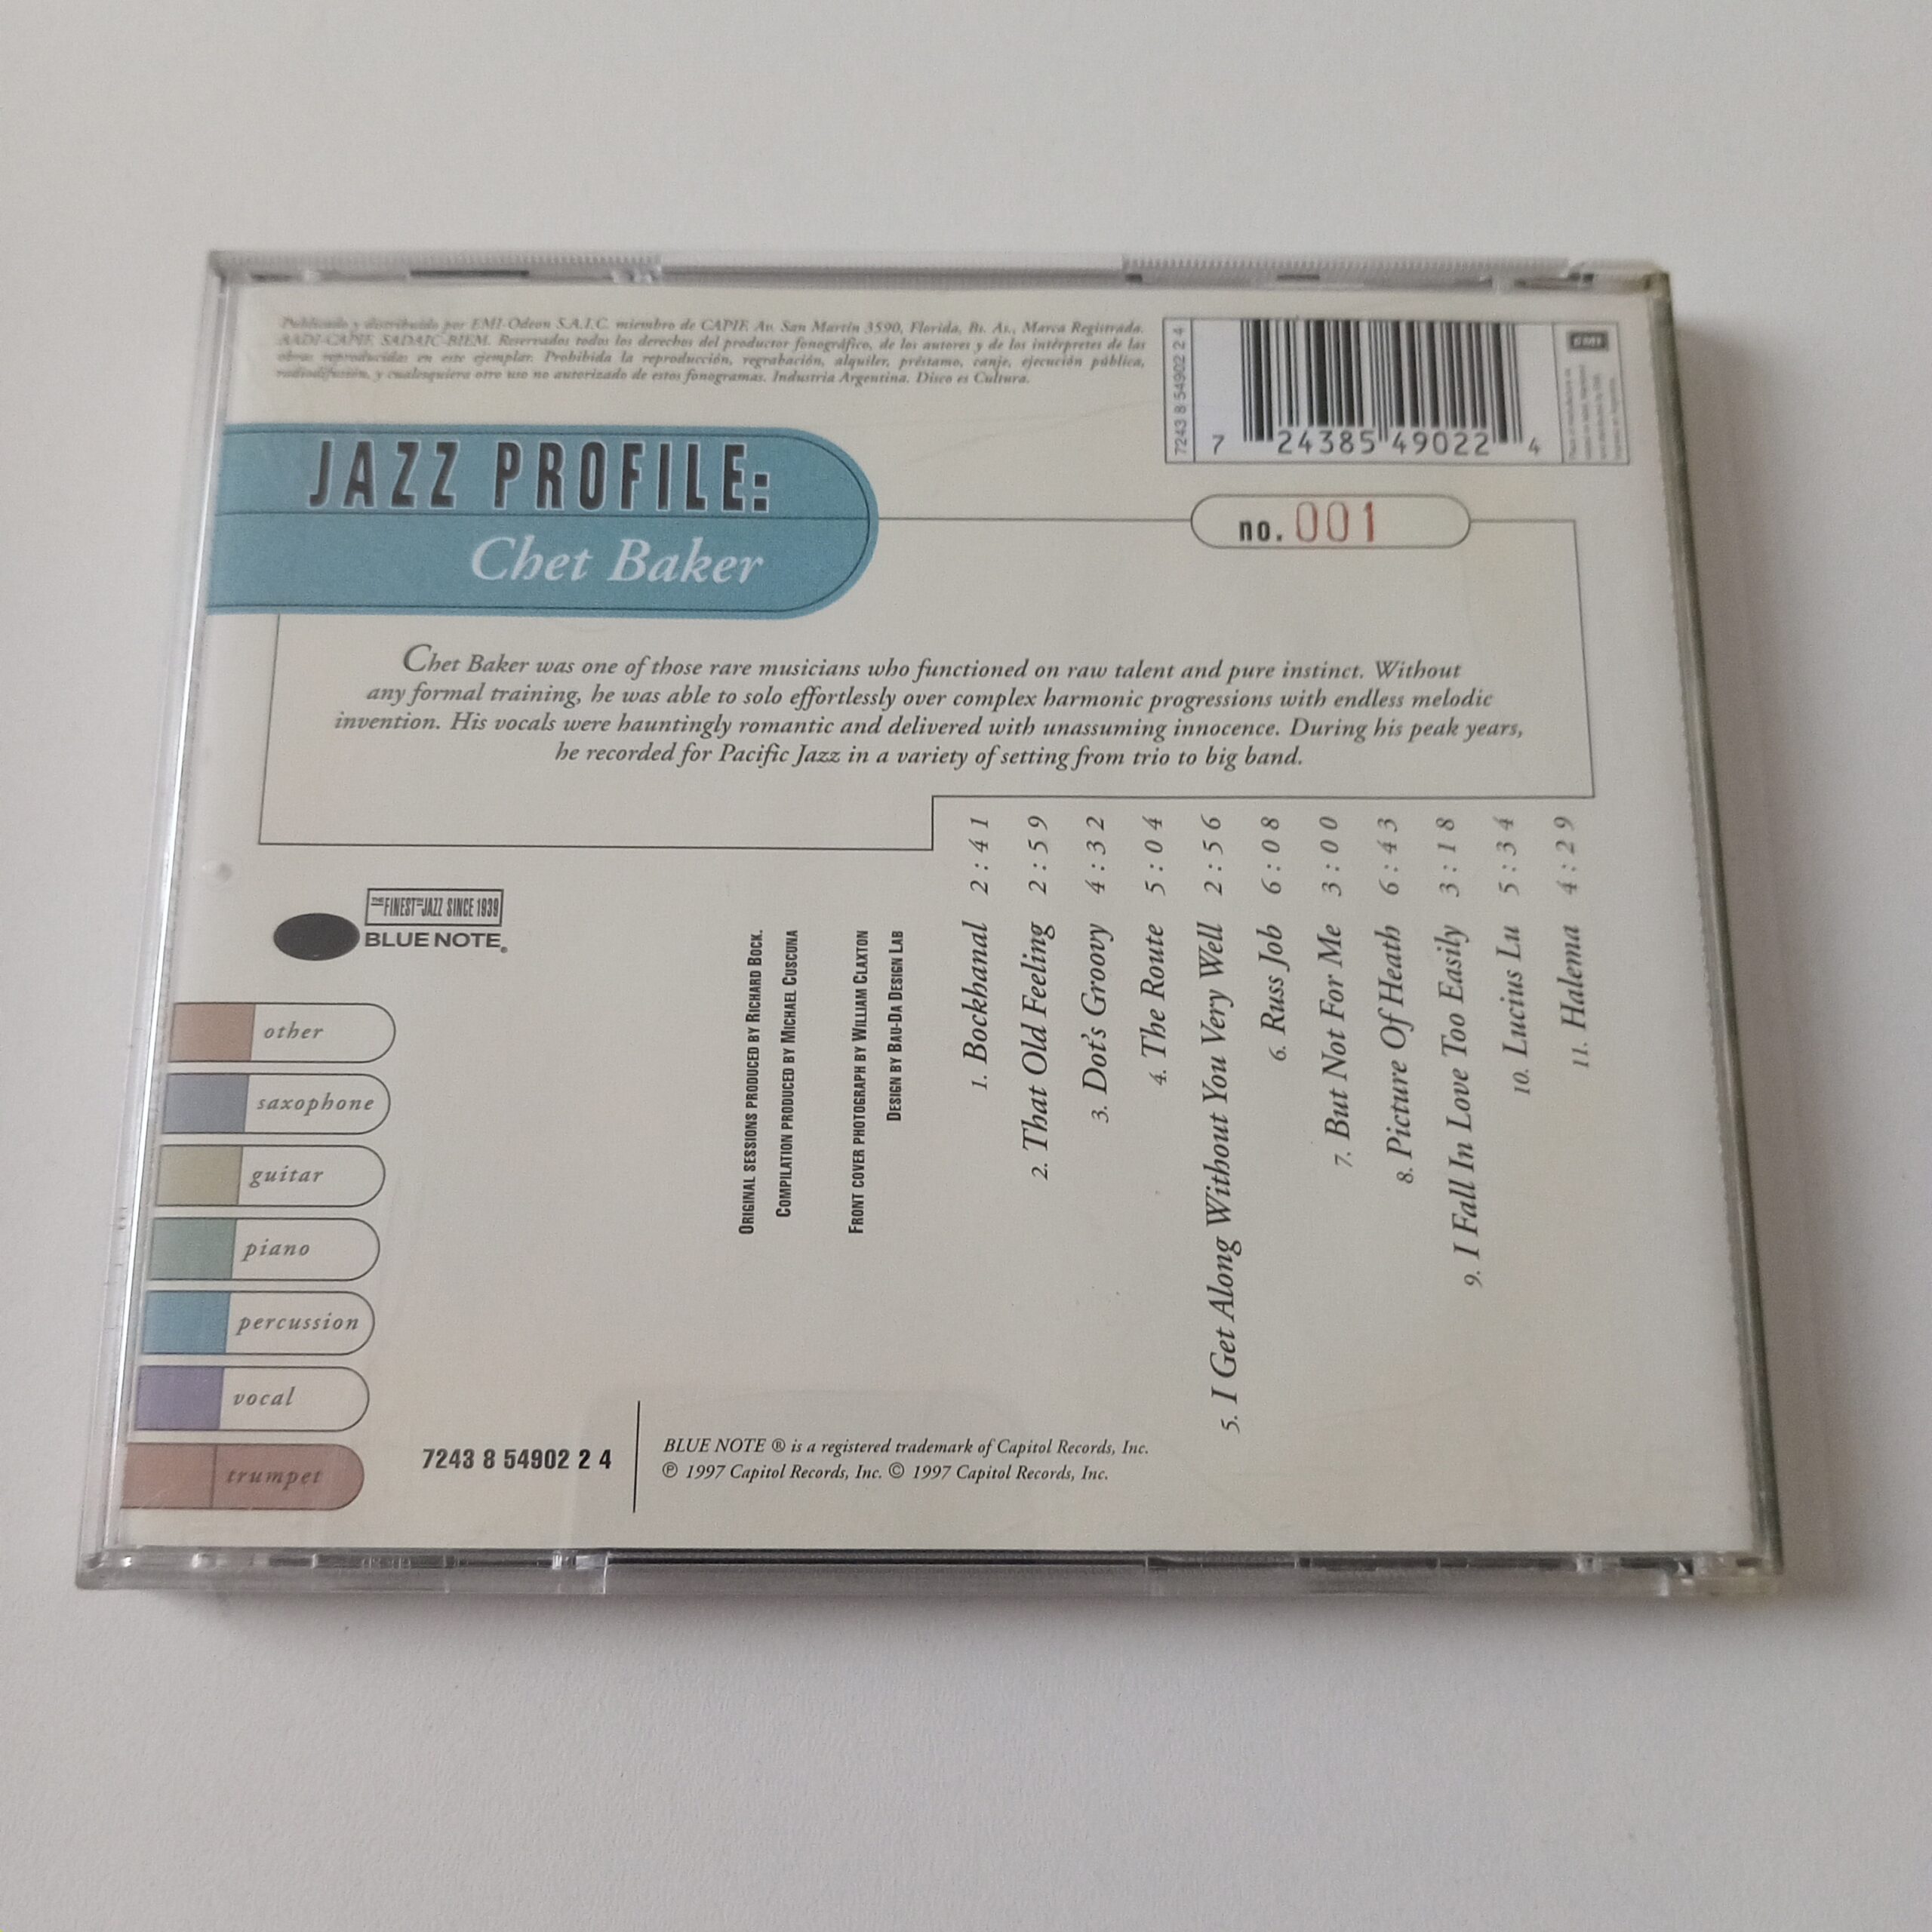 Publicado y distribuido por EMI-Odeon S.A.I.C. miembro de CAPIF. Av. San Martín 3590, Florida, Bs. As., Marca Registrada.
AADI-CAPIF. SADAIC-BIEM. Reservados todos los derechos del productor fonográfico, de los autores y de los intérpretes de las
obras reproducidas en este ejemplar. Prohibida la reproducción, regrabación, alquiler, préstamo, canje, ejecución pública,
radiodifusión, y cualesquiera otro uso no autorizado de estos fonogramas. Industria Argentina. Disco es Cultura.
7243 8 54902 2 4
7 24385 49022 4
EMI
JAZZ PROFILE:
Chet Baker
no. 001
Chet Baker was one of those rare musicians who functioned on raw talent and pure instinct. Without
any formal training, he was able to solo effortlessly over complex harmonic progressions with endless melodic
invention. His vocals were hauntingly romantic and delivered with unassuming innocence. During his peak years,
he recorded for Pacific Jazz in a variety of setting from trio to big band.
THE FINEST IN JAZZ SINCE 1939
BLUE NOTE®
other
saxophone
guitar
piano
percussion
vocal
trumpet
ORIGINAL SESSIONS PRODUCED BY RICHARD BOCK.
COMPILATION PRODUCED BY MICHAEL CUSCUNA
FRONT COVER PHOTOGRAPH BY WILLIAM CLAXTON
DESIGN BY BAU-DA DESIGN LAB
1. Bockhanal 2:41
2. That Old Feeling 2:59
3. Dot's Groovy 4:32
4. The Route 5:04
5. I Get Along Without You Very Well 2:56
6. Russ Job 6:08
7. But Not For Me 3:00
8. Picture Of Heath 6:43
9. I Fall In Love Too Easily 3:18
10. Lucius Lu 5:34
11. Halema 4:29
7243 8 54902 2 4
BLUE NOTE ® is a registered trademark of Capitol Records, Inc.
℗ 1997 Capitol Records, Inc. © 1997 Capitol Records, Inc.